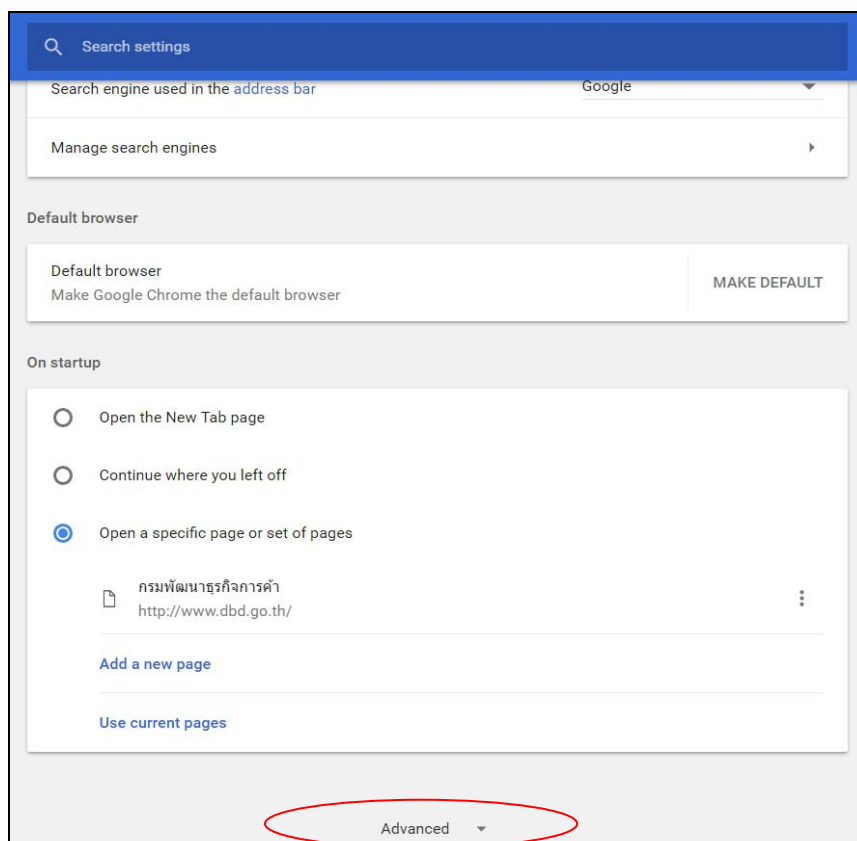 Search settings
Search engine used in the address bar Google
Manage search engines
Default browser
Default browser
Make Google Chrome the default browser
MAKE DEFAULT
On startup
Open the New Tab page
Continue where you left off
Open a specific page or set of pages
กรมพัฒนาธุรกิจการค้า
http://www.dbd.go.th/
Add a new page
Use current pages
Advanced